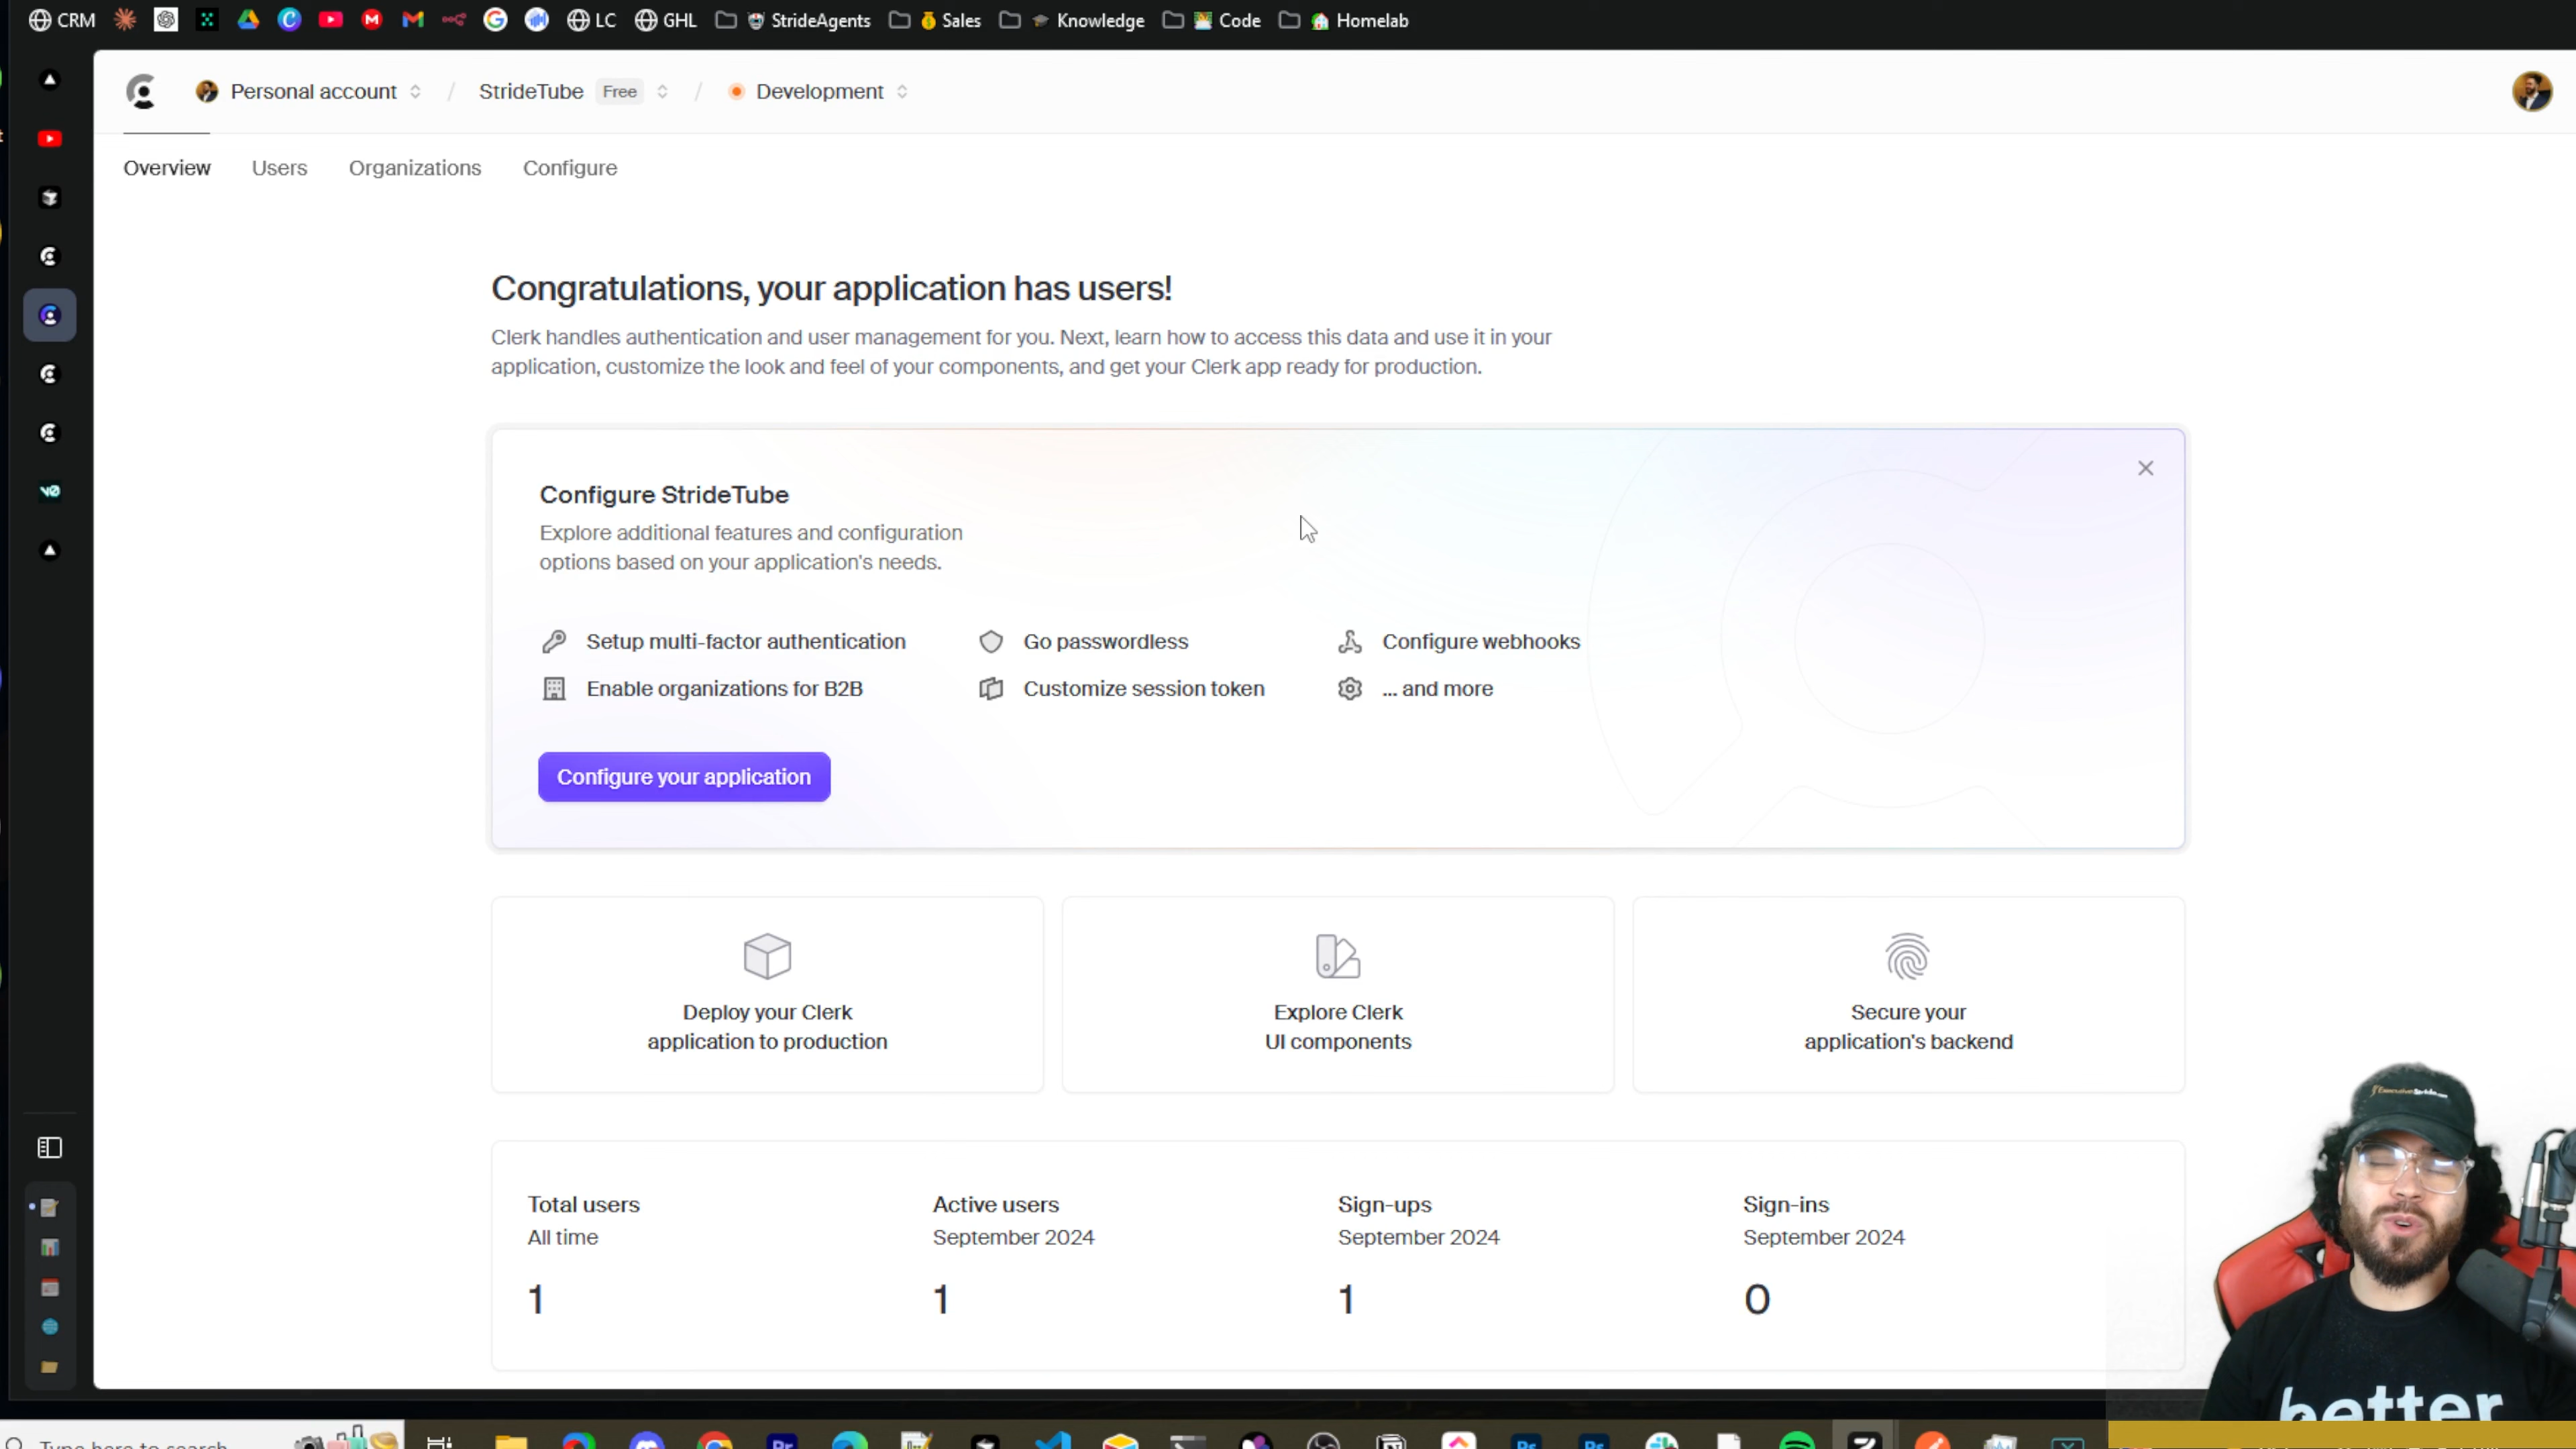 CRM LC GHL StrideAgents Sales Knowledge Code Homelab
Personal account / StrideTube Free / Development
Overview Users Organizations Configure
Congratulations, your application has users!
Clerk handles authentication and user management for you. Next, learn how to access this data and use it in your
application, customize the look and feel of your components, and get your Clerk app ready for production.
Configure StrideTube
Explore additional features and configuration
options based on your application's needs.
Setup multi-factor authentication Go passwordless Configure webhooks
Enable organizations for B2B Customize session token ... and more
Configure your application
Deploy your Clerk
application to production
Explore Clerk
UI components
Secure your
application's backend
Total users Active users Sign-ups Sign-ins
All time September 2024 September 2024 September 2024
1 1 1 0
better
Type here to search